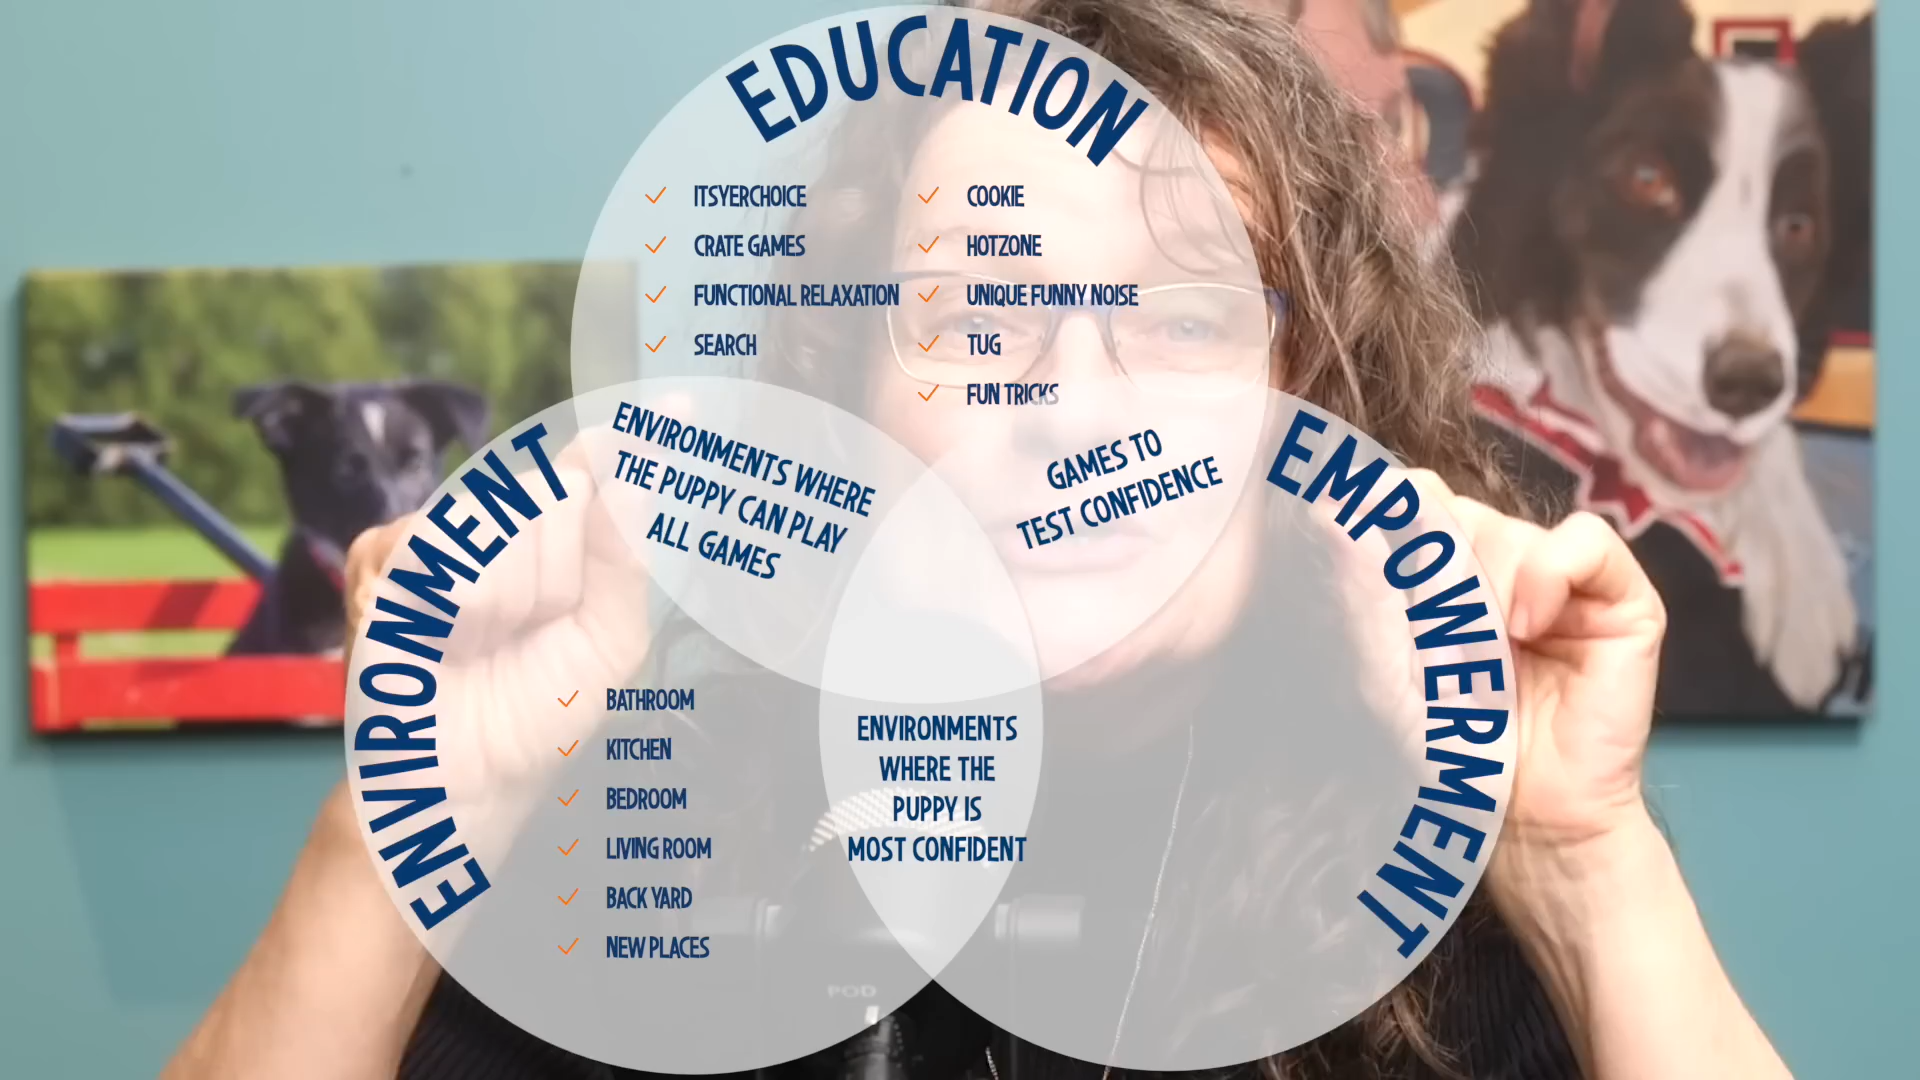 EDUCATION
ITSYERCHOICE
CRATE GAMES
FUNCTIONAL RELAXATION
SEARCH
COOKIE
HOTZONE
UNIQUE FUNNY NOISE
TUG
FUN TRICKS
ENVIRONMENTS WHERE
THE PUPPY CAN PLAY
ALL GAMES
GAMES TO
TEST CONFIDENCE
ENVIRONMENT
BATHROOM
KITCHEN
BEDROOM
LIVING ROOM
BACK YARD
NEW PLACES
ENVIRONMENTS
WHERE THE
PUPPY IS
MOST CONFIDENT
EMPOWERMENT
POD